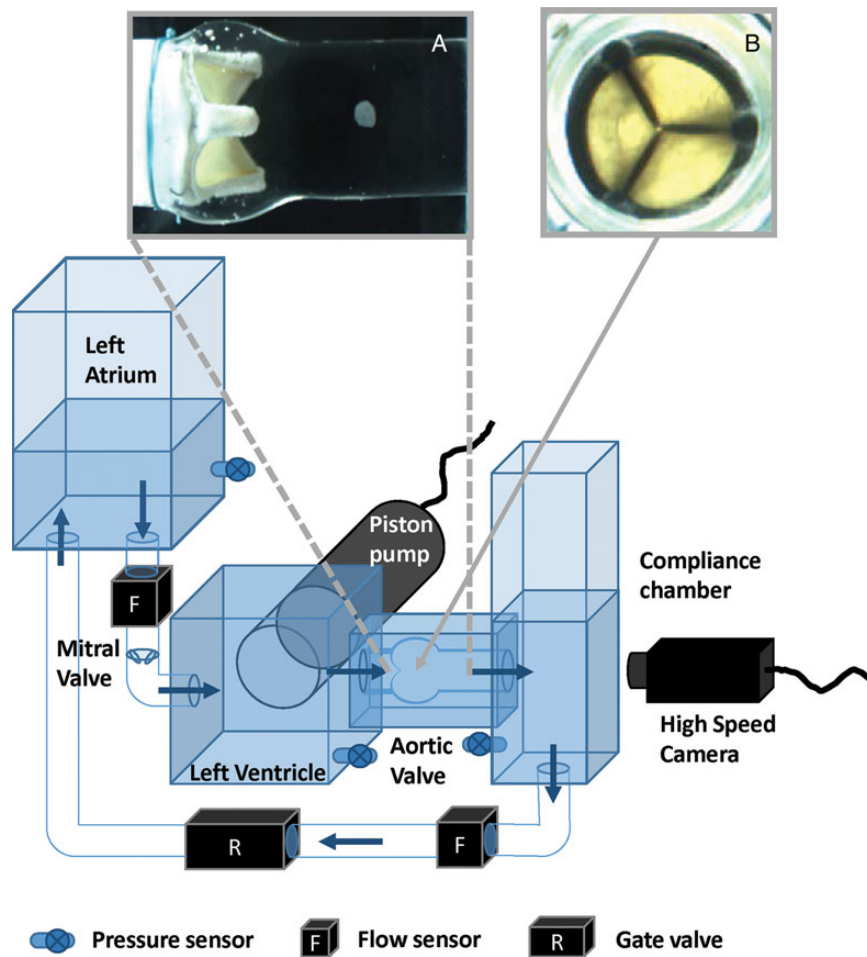 A
B
Left
Atrium
Piston
pump
Compliance
chamber
F
Mitral
Valve
High Speed
Camera
Aortic
Valve
Left Ventricle
R
F
Pressure sensor
F
Flow sensor
R
Gate valve